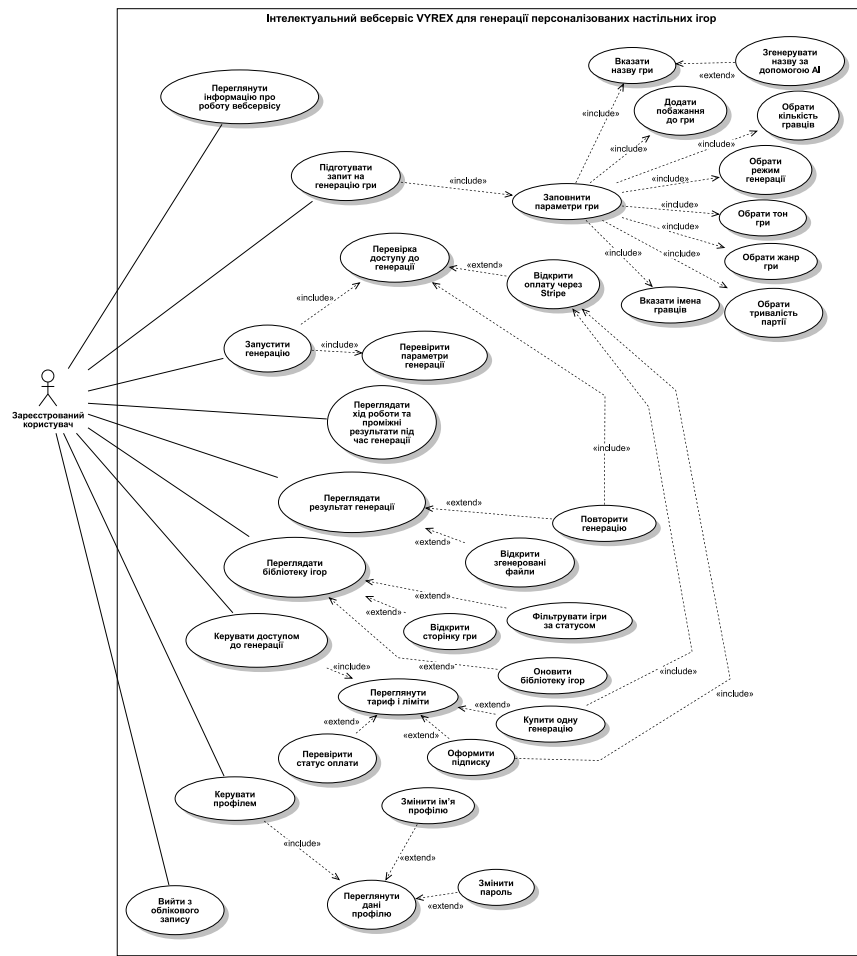 Інтелектуальний вебсервіс VYREX для генерації персоналізованих настільних ігор
Переглянути
інформацію про
роботу вебсервісу
Вказати
назву гри
«extend»
Згенерувати
назву за
допомогою AI
Додати
побажання
до гри
Обрати
кількість
гравців
«include»
«include»
«include»
Підготувати
запит на
генерацію гри
«include»
Заповнити
параметри гри
«include»
Обрати
режим
генерації
«include»
Обрати тон
гри
«include»
Обрати жанр
гри
«include»
Вказати імена
гравців
«include»
Обрати
тривалість
партії
Перевірка
доступу до
генерації
«extend»
Відкрити
оплату через
Stripe
«include»
Запустити
генерацію
«include»
Перевірити
параметри
генерації
Зареєстрований
користувач
Переглядати
хід роботи та
проміжні
результати під
час генерації
«include»
Переглядати
результат генерації
«extend»
Повторити
генерацію
«extend»
Відкрити
згенеровані
файли
Переглядати
бібліотеку ігор
«extend»
Фільтрувати ігри
за статусом
«extend»
Відкрити
сторінку гри
«extend»
Оновити
бібліотеку ігор
Керувати доступом
до генерації
«include»
Переглянути
тариф і ліміти
«extend»
Купити одну
генерацію
«include»
«extend»
Перевірити
статус оплати
«extend»
Оформити
підписку
«include»
Керувати
профілем
«include»
Змінити ім'я
профілю
«extend»
Переглянути
дані
профілю
«extend»
Змінити
пароль
Вийти з
облікового
запису